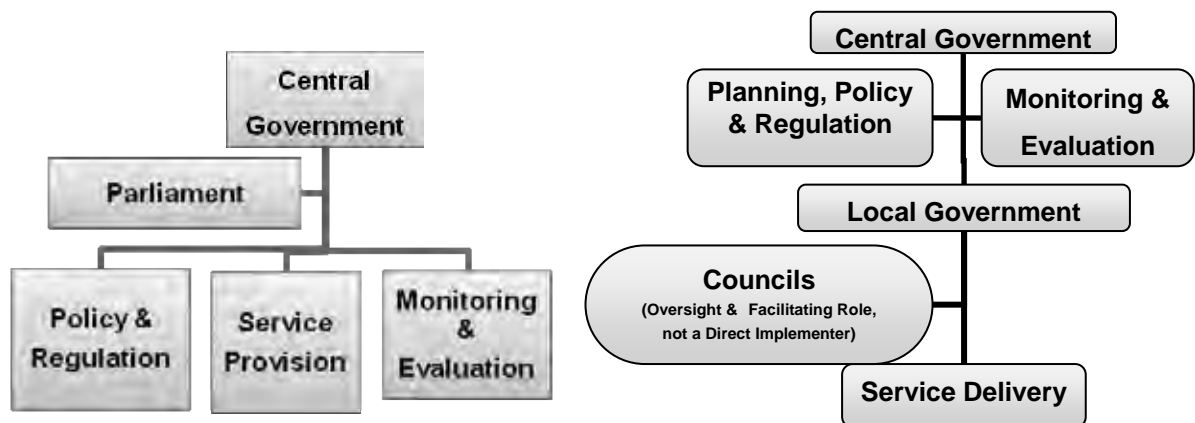 Central
Government
Parliament
Policy &
Regulation
Service
Provision
Monitoring
&
Evaluation
Central Government
Planning, Policy
& Regulation
Monitoring &
Evaluation
Local Government
Councils
(Oversight & Facilitating Role,
not a Direct Implementer)
Service Delivery